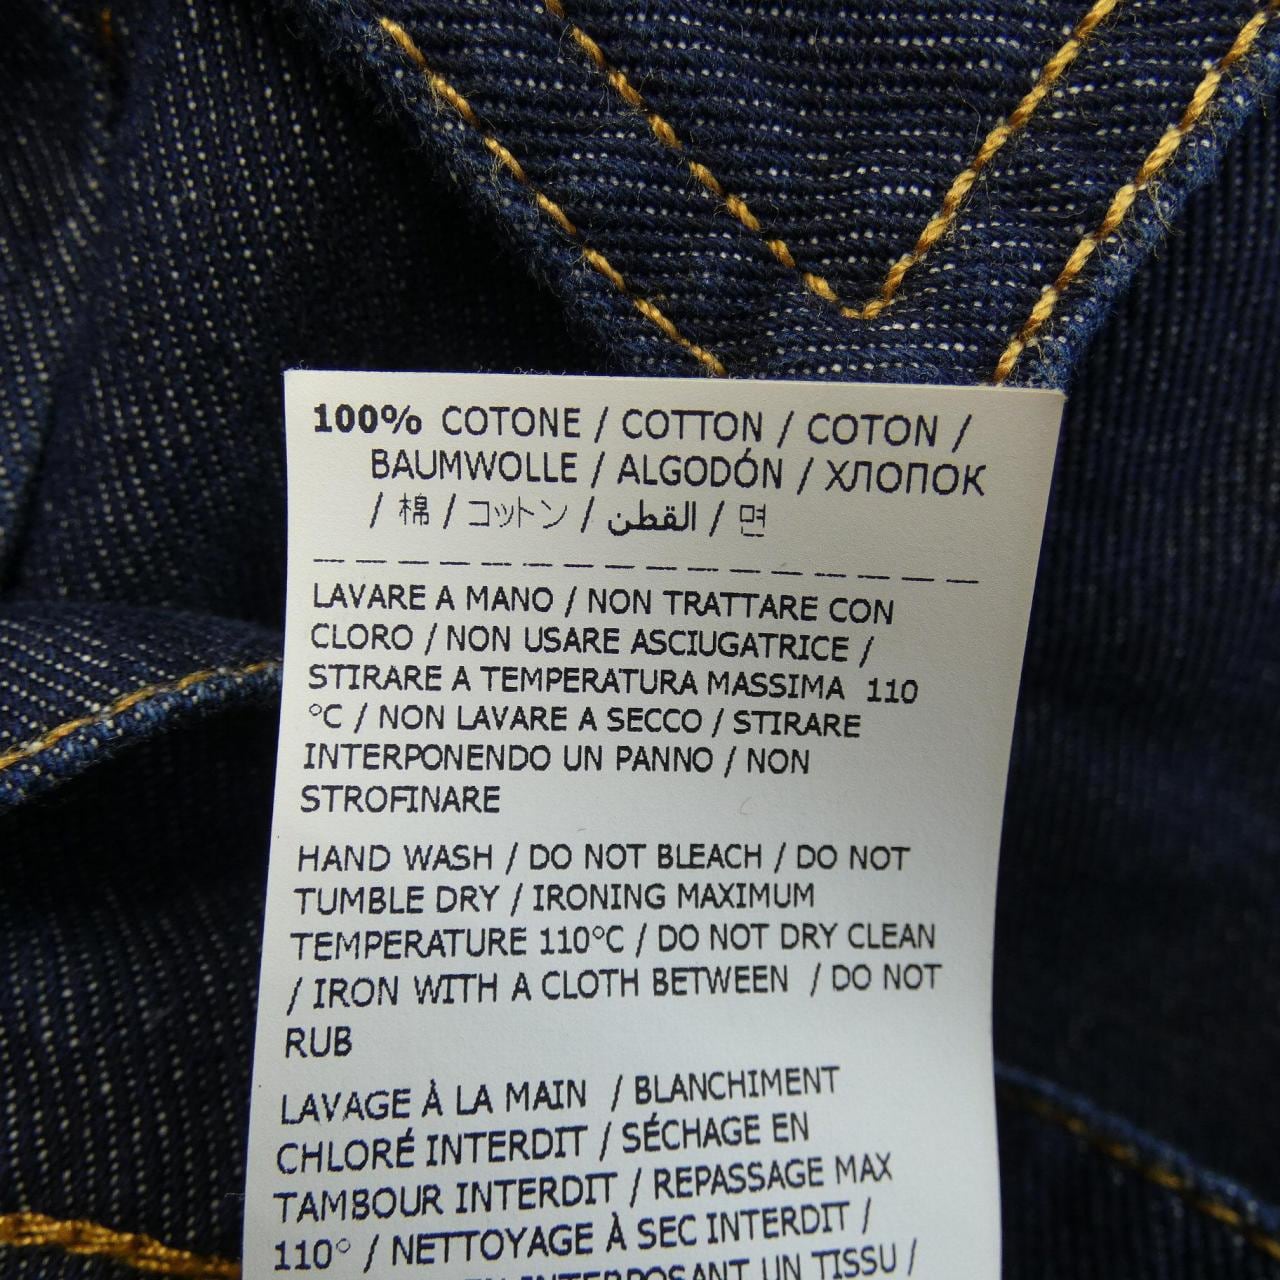 100% COTONE / COTTON / COTON /
BAUMWOLLE / ALGODÓN / ХЛОПОК
/ 棉 / コットン / القطن / 면
LAVARE A MANO / NON TRATTARE CON
CLORO / NON USARE ASCIUGATRICE /
STIRARE A TEMPERATURA MASSIMA 110
°C / NON LAVARE A SECCO / STIRARE
INTERPONENDO UN PANNO / NON
STROFINARE
HAND WASH / DO NOT BLEACH / DO NOT
TUMBLE DRY / IRONING MAXIMUM
TEMPERATURE 110°C / DO NOT DRY CLEAN
/ IRON WITH A CLOTH BETWEEN / DO NOT
RUB
LAVAGE À LA MAIN / BLANCHIMENT
CHLORÉ INTERDIT / SÉCHAGE EN
TAMBOUR INTERDIT / REPASSAGE MAX
110° / NETTOYAGE À SEC INTERDIT /
EN INTERPOSANT UN TISSU /